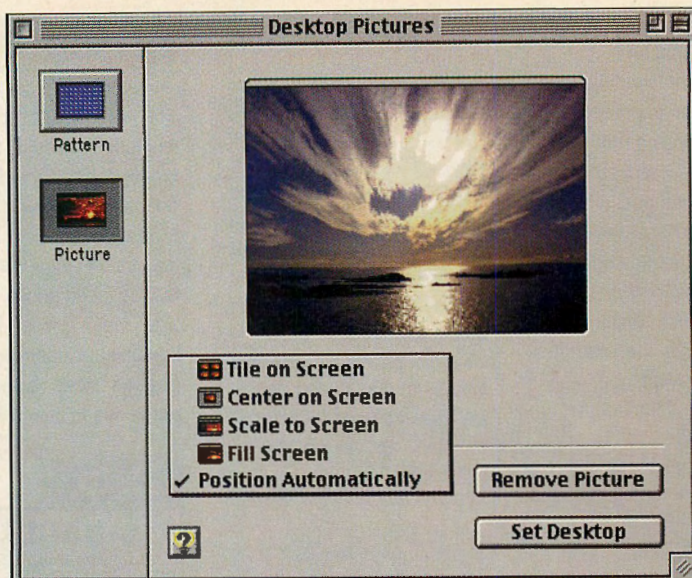 Desktop Pictures
Pattern
Picture
Tile on Screen
Center on Screen
Scale to Screen
Fill Screen
✓ Position Automatically
Remove Picture
?
Set Desktop